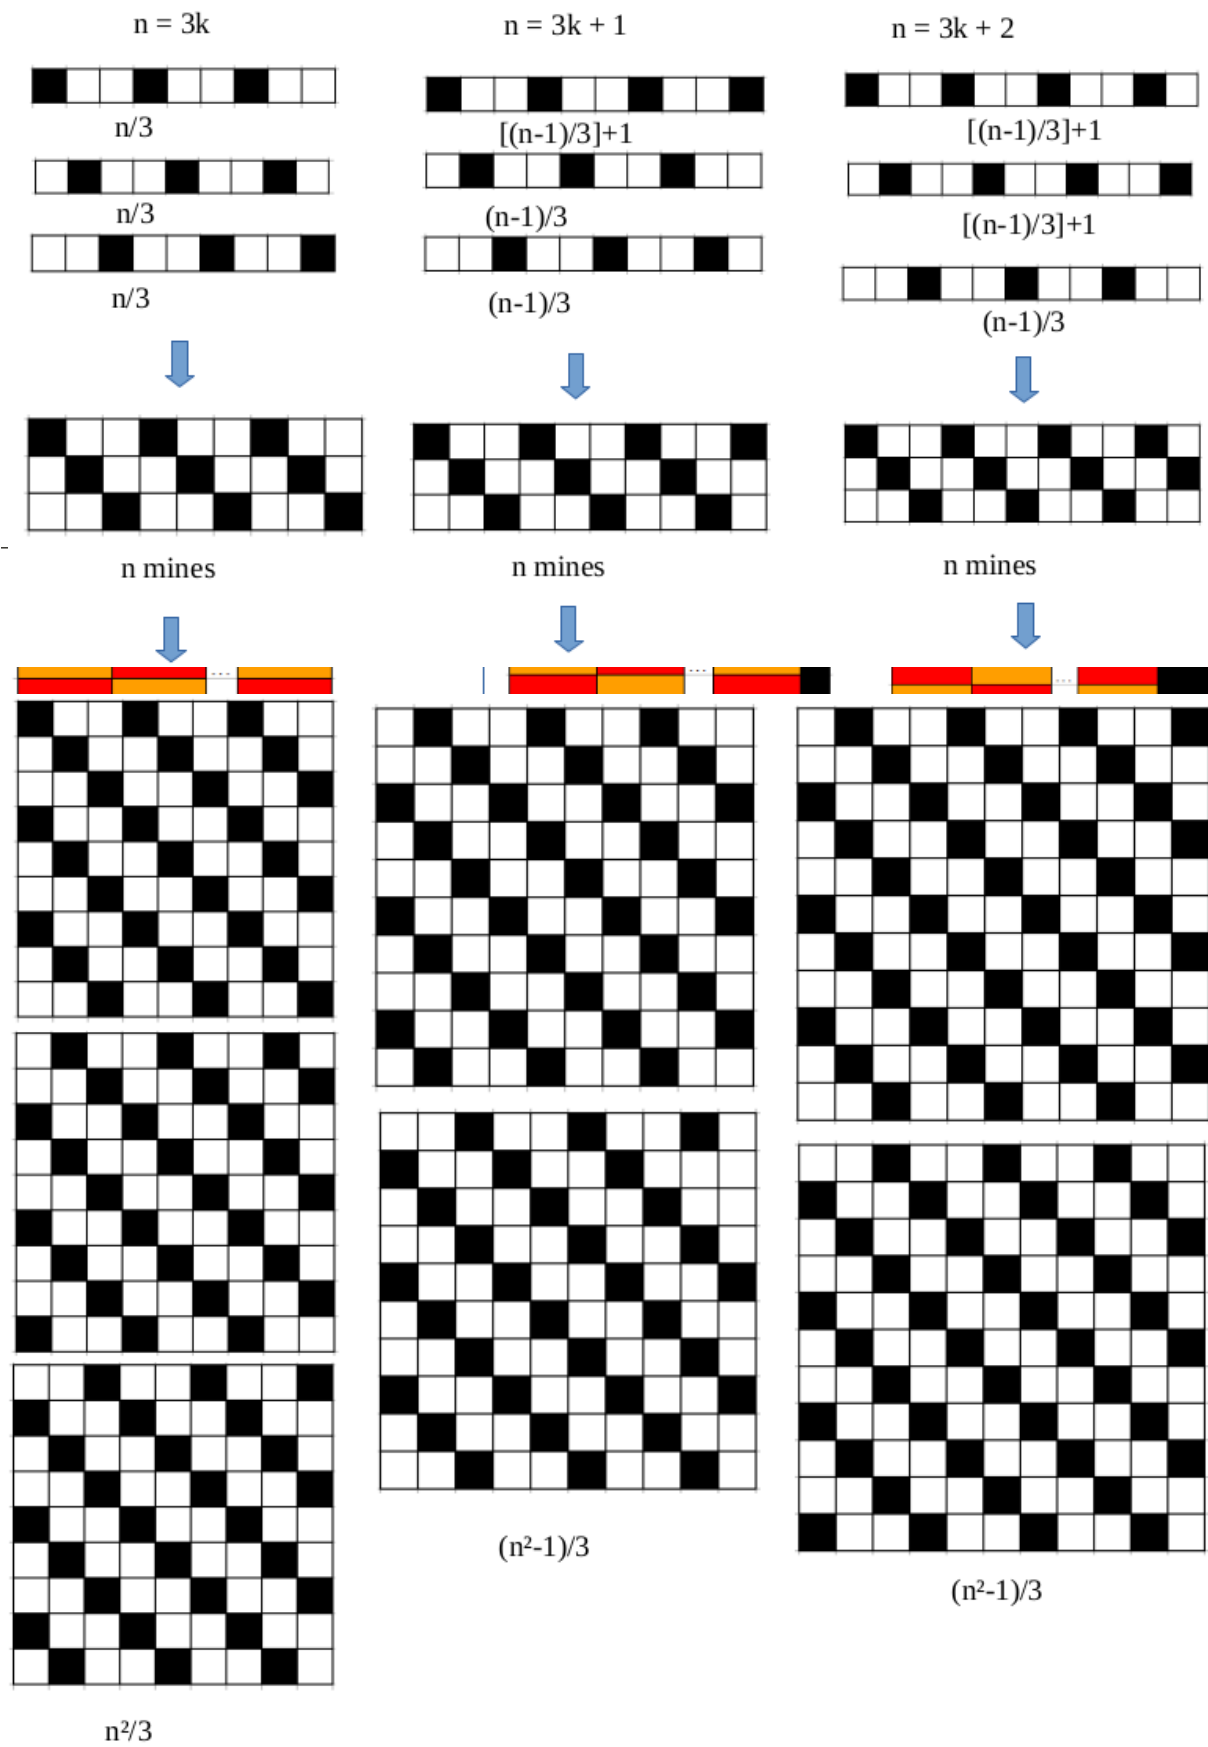 n = 3k
n/3
n/3
n/3
n mines
n²/3
n = 3k + 1
[(n-1)/3]+1
(n-1)/3
(n-1)/3
n mines
...
(n²-1)/3
n = 3k + 2
[(n-1)/3]+1
[(n-1)/3]+1
(n-1)/3
n mines
...
(n²-1)/3